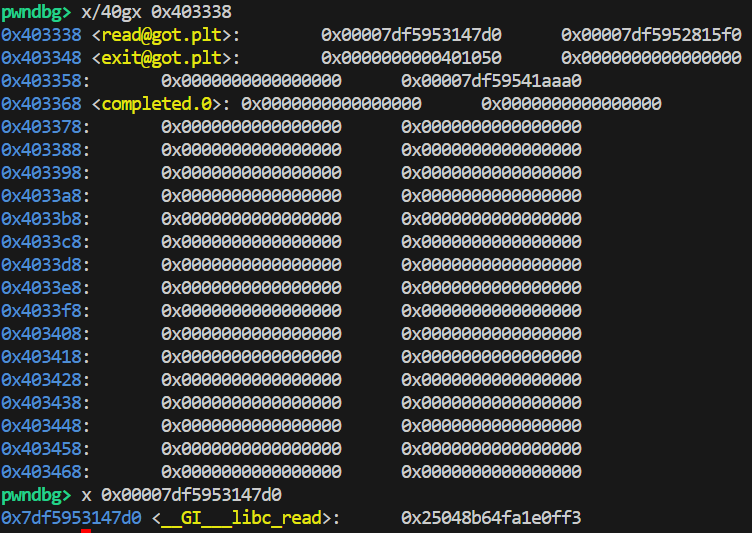 pwndbg> x/40gx 0x403338
0x403338 <read@got.plt>: 0x00007df5953147d0 0x00007df5952815f0
0x403348 <exit@got.plt>: 0x0000000000401050 0x0000000000000000
0x403358: 0x0000000000000000 0x00007df59541aaa0
0x403368 <completed.0>: 0x0000000000000000 0x0000000000000000
0x403378: 0x0000000000000000 0x0000000000000000
0x403388: 0x0000000000000000 0x0000000000000000
0x403398: 0x0000000000000000 0x0000000000000000
0x4033a8: 0x0000000000000000 0x0000000000000000
0x4033b8: 0x0000000000000000 0x0000000000000000
0x4033c8: 0x0000000000000000 0x0000000000000000
0x4033d8: 0x0000000000000000 0x0000000000000000
0x4033e8: 0x0000000000000000 0x0000000000000000
0x4033f8: 0x0000000000000000 0x0000000000000000
0x403408: 0x0000000000000000 0x0000000000000000
0x403418: 0x0000000000000000 0x0000000000000000
0x403428: 0x0000000000000000 0x0000000000000000
0x403438: 0x0000000000000000 0x0000000000000000
0x403448: 0x0000000000000000 0x0000000000000000
0x403458: 0x0000000000000000 0x0000000000000000
0x403468: 0x0000000000000000 0x0000000000000000
pwndbg> x 0x00007df5953147d0
0x7df5953147d0 <__GI___libc_read>: 0x25048b64fa1e0ff3